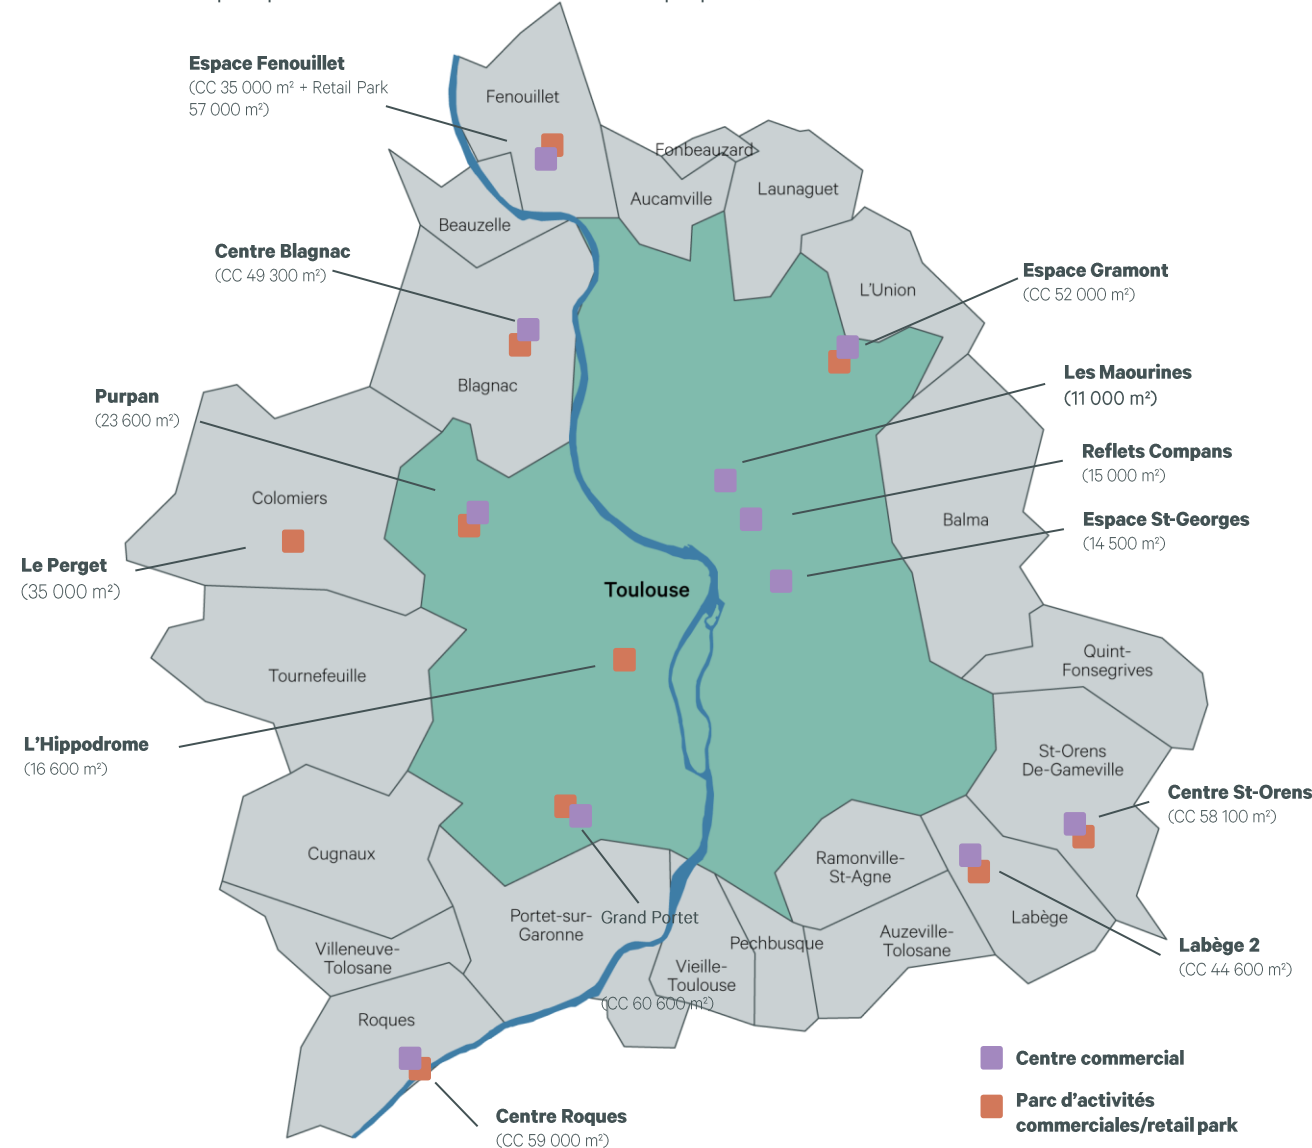 Espace Fenouillet
(CC 35 000 m² + Retail Park
57 000 m²)
Fenouillet
Fonbeauzard
Aucamville
Launaguet
Beauzelle
Centre Blagnac
(CC 49 300 m²)
L'Union
Espace Gramont
(CC 52 000 m²)
Blagnac
Les Maourines
(11 000 m²)
Purpan
(23 600 m²)
Reflets Compans
(15 000 m²)
Colomiers
Balma
Espace St-Georges
(14 500 m²)
Le Perget
(35 000 m²)
Toulouse
Tournefeuille
Quint-
Fonsegrives
L'Hippodrome
(16 600 m²)
St-Orens
De-Gameville
Centre St-Orens
(CC 58 100 m²)
Cugnaux
Ramonville-
St-Agne
Portet-sur-
Garonne
Grand Portet
(CC 60 600 m²)
Labège
Villeneuve-
Tolosane
Pechbusque
Auzeville-
Tolosane
Vieille-
Toulouse
Labège 2
(CC 44 600 m²)
Roques
Centre Roques
(CC 59 000 m²)
Centre commercial
Parc d'activités
commerciales/retail park